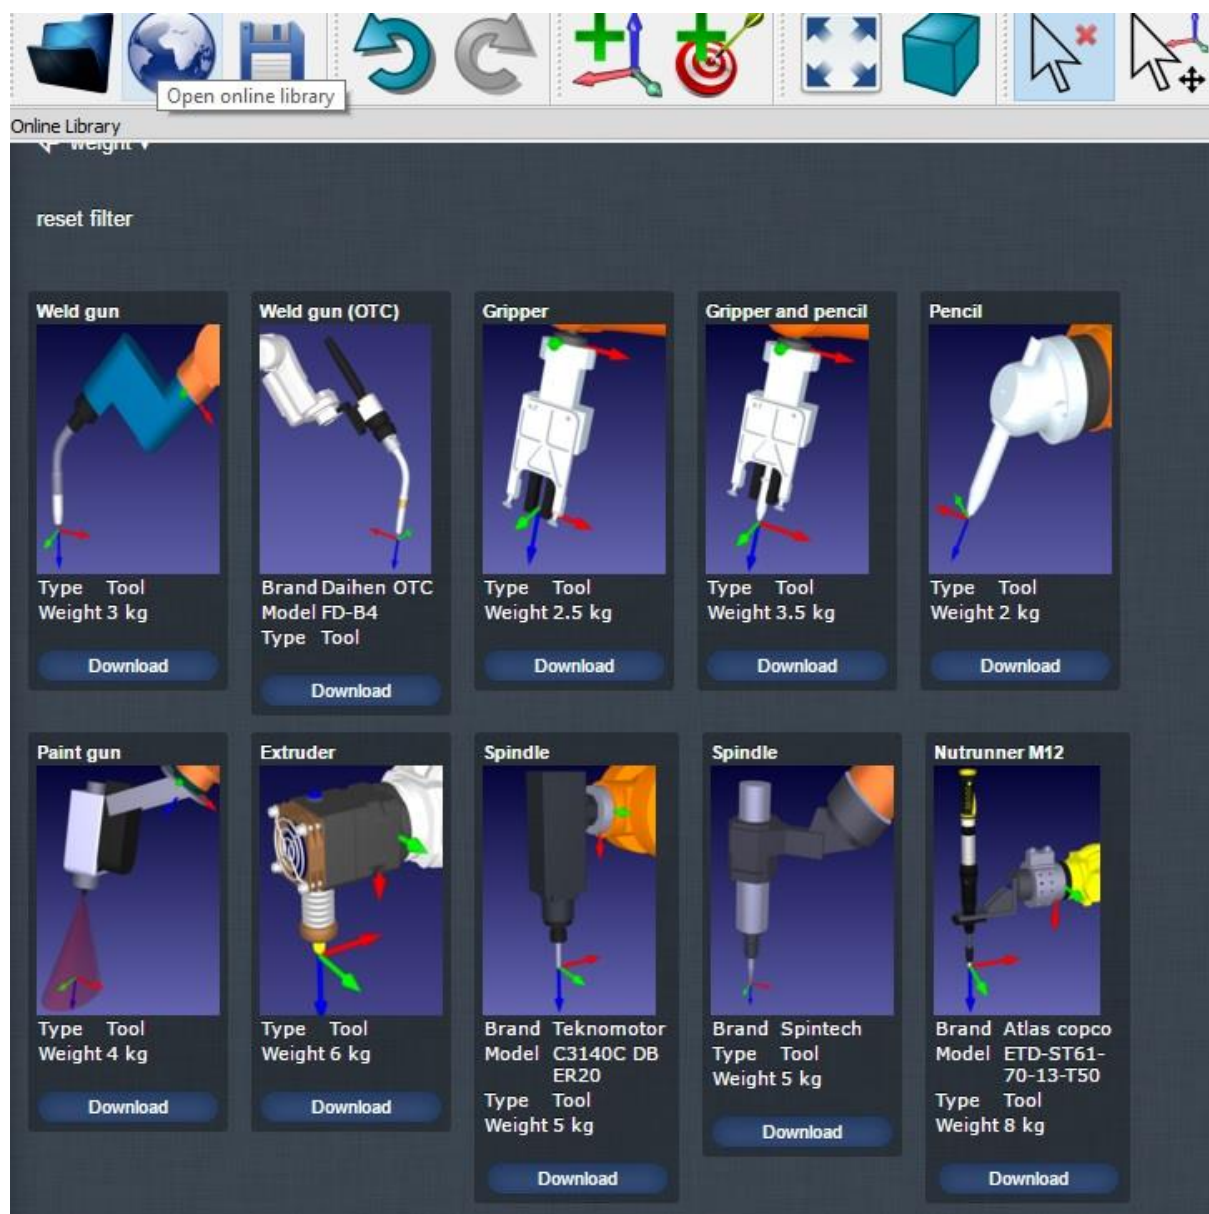 Open online library
Online Library
weight
reset filter
Weld gun
Type Tool
Weight 3 kg
Download
Weld gun (OTC)
Brand Daihen OTC
Model FD-B4
Type Tool
Download
Gripper
Type Tool
Weight 2.5 kg
Download
Gripper and pencil
Type Tool
Weight 3.5 kg
Download
Pencil
Type Tool
Weight 2 kg
Download
Paint gun
Type Tool
Weight 4 kg
Download
Extruder
Type Tool
Weight 6 kg
Download
Spindle
Brand Teknomotor
Model C3140C DB
ER20
Type Tool
Weight 5 kg
Download
Spindle
Brand Spintech
Type Tool
Weight 5 kg
Download
Nutrunner M12
Brand Atlas copco
Model ETD-ST61-
70-13-T50
Type Tool
Weight 8 kg
Download